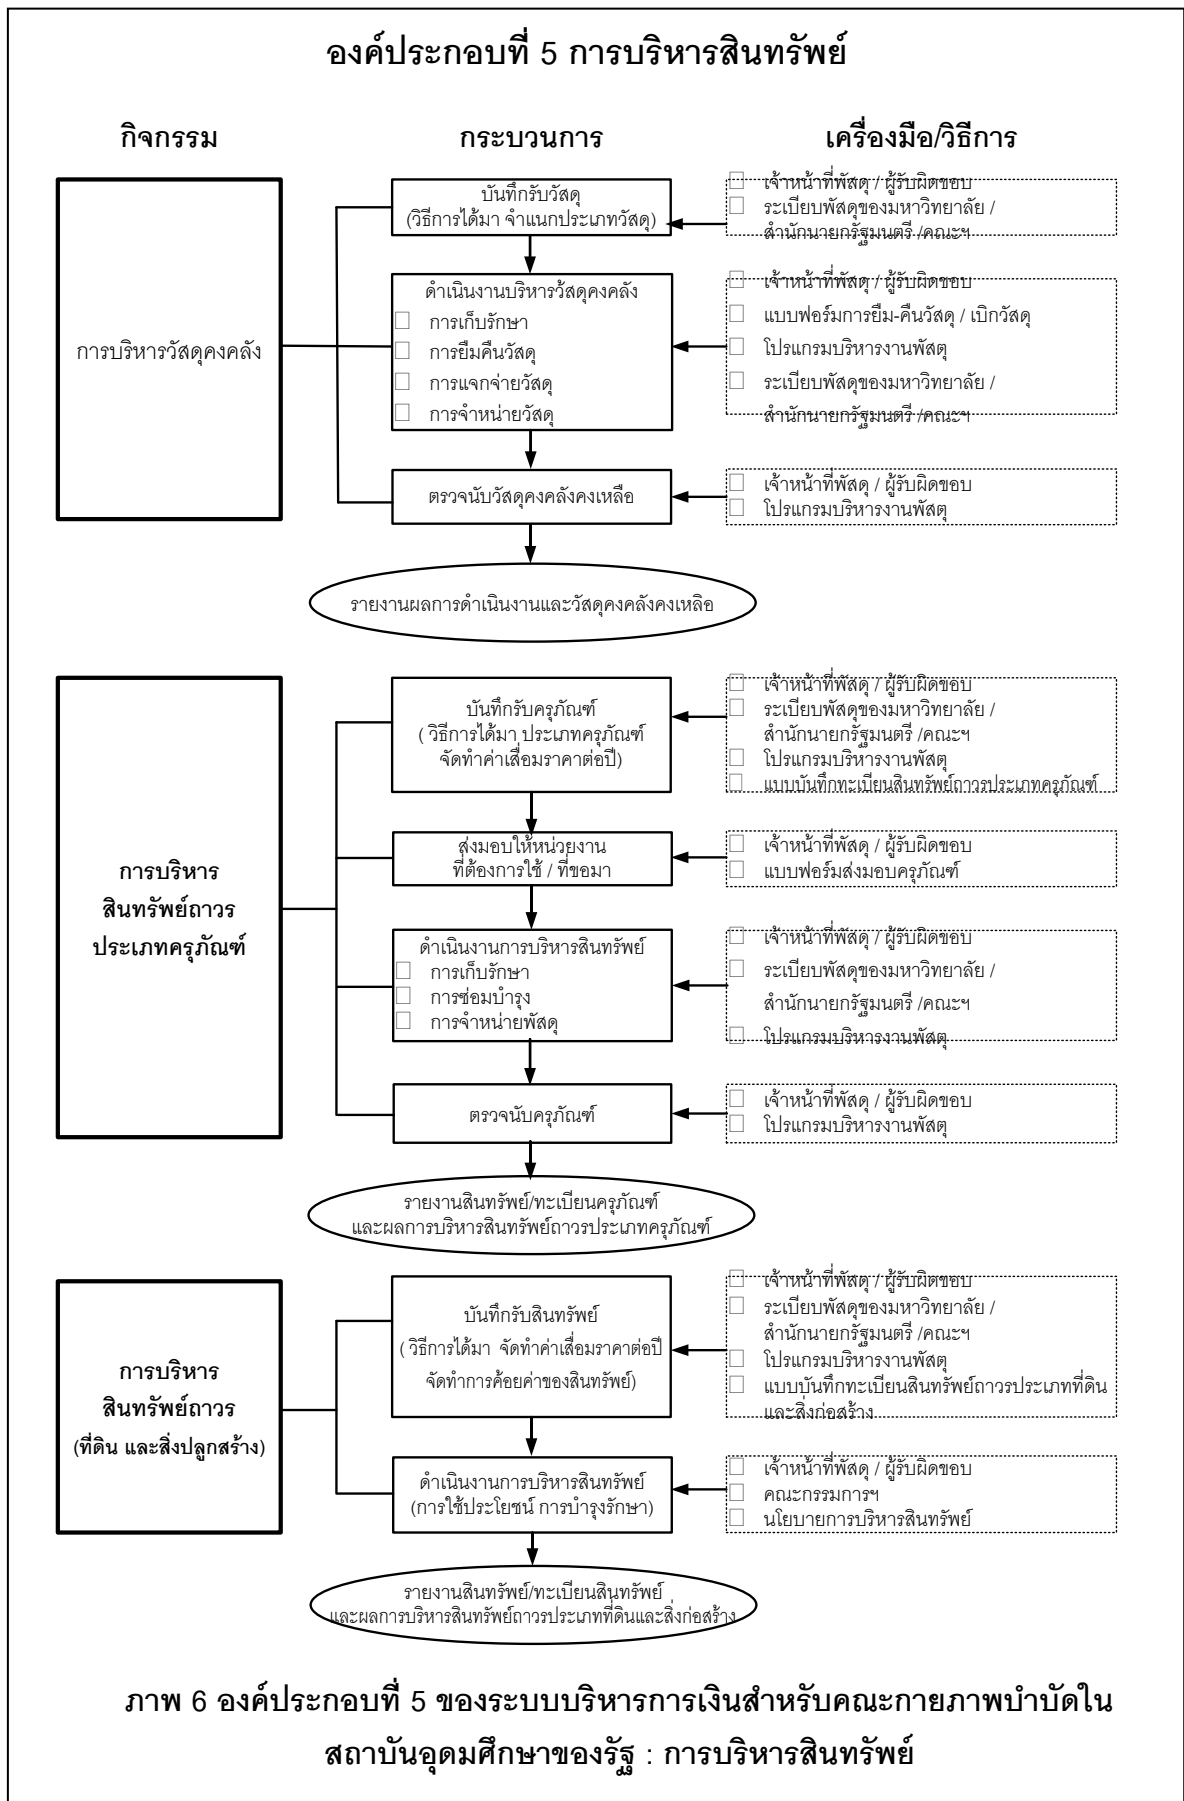 องค์ประกอบที่ 5 การบริหารสินทรัพย์
กิจกรรม
กระบวนการ
เครื่องมือ/วิธีการ
การบริหารวัสดุคงคลัง
บันทึกรับวัสดุ
(วิธีการได้มา จำแนกประเภทวัสดุ)
เจ้าหน้าที่พัสดุ / ผู้รับผิดชอบ
ระเบียบพัสดุของมหาวิทยาลัย /
สำนักนายกรัฐมนตรี /คณะฯ
ดำเนินงานบริหารวัสดุคงคลัง
การเก็บรักษา
การยืมคืนวัสดุ
การแจกจ่ายวัสดุ
การจำหน่ายวัสดุ
เจ้าหน้าที่พัสดุ / ผู้รับผิดชอบ
แบบฟอร์มการยืม-คืนวัสดุ / เบิกวัสดุ
โปรแกรมบริหารงานพัสดุ
ระเบียบพัสดุของมหาวิทยาลัย /
สำนักนายกรัฐมนตรี /คณะฯ
ตรวจนับวัสดุคงคลังคงเหลือ
เจ้าหน้าที่พัสดุ / ผู้รับผิดชอบ
โปรแกรมบริหารงานพัสดุ
รายงานผลการดำเนินงานและวัสดุคงคลังคงเหลือ
การบริหาร
สินทรัพย์ถาวร
ประเภทครุภัณฑ์
บันทึกรับครุภัณฑ์
( วิธีการได้มา ประเภทครุภัณฑ์
จัดทำค่าเสื่อมราคาต่อปี)
เจ้าหน้าที่พัสดุ / ผู้รับผิดชอบ
ระเบียบพัสดุของมหาวิทยาลัย /
สำนักนายกรัฐมนตรี /คณะฯ
โปรแกรมบริหารงานพัสดุ
แบบบันทึกทะเบียนสินทรัพย์ถาวรประเภทครุภัณฑ์
ส่งมอบให้หน่วยงาน
ที่ต้องการใช้ / ที่ขอมา
เจ้าหน้าที่พัสดุ / ผู้รับผิดชอบ
แบบฟอร์มส่งมอบครุภัณฑ์
ดำเนินงานการบริหารสินทรัพย์
การเก็บรักษา
การซ่อมบำรุง
การจำหน่ายพัสดุ
เจ้าหน้าที่พัสดุ / ผู้รับผิดชอบ
ระเบียบพัสดุของมหาวิทยาลัย /
สำนักนายกรัฐมนตรี /คณะฯ
โปรแกรมบริหารงานพัสดุ
ตรวจนับครุภัณฑ์
เจ้าหน้าที่พัสดุ / ผู้รับผิดชอบ
โปรแกรมบริหารงานพัสดุ
รายงานสินทรัพย์/ทะเบียนครุภัณฑ์
และผลการบริหารสินทรัพย์ถาวรประเภทครุภัณฑ์
การบริหาร
สินทรัพย์ถาวร
(ที่ดิน และสิ่งปลูกสร้าง)
บันทึกรับสินทรัพย์
( วิธีการได้มา จัดทำค่าเสื่อมราคาต่อปี
จัดทำการค้อยค่าของสินทรัพย์)
เจ้าหน้าที่พัสดุ / ผู้รับผิดชอบ
ระเบียบพัสดุของมหาวิทยาลัย /
สำนักนายกรัฐมนตรี /คณะฯ
โปรแกรมบริหารงานพัสดุ
แบบบันทึกทะเบียนสินทรัพย์ถาวรประเภทที่ดิน
และสิ่งก่อสร้าง
ดำเนินงานการบริหารสินทรัพย์
(การใช้ประโยชน์ การบำรุงรักษา)
เจ้าหน้าที่พัสดุ / ผู้รับผิดชอบ
คณะกรรมการฯ
นโยบายการบริหารสินทรัพย์
รายงานสินทรัพย์/ทะเบียนสินทรัพย์
และผลการบริหารสินทรัพย์ถาวรประเภทที่ดินและสิ่งก่อสร้าง
ภาพ 6 องค์ประกอบที่ 5 ของระบบบริหารการเงินสำหรับคณะกายภาพบำบัดใน
สถาบันอุดมศึกษาของรัฐ : การบริหารสินทรัพย์